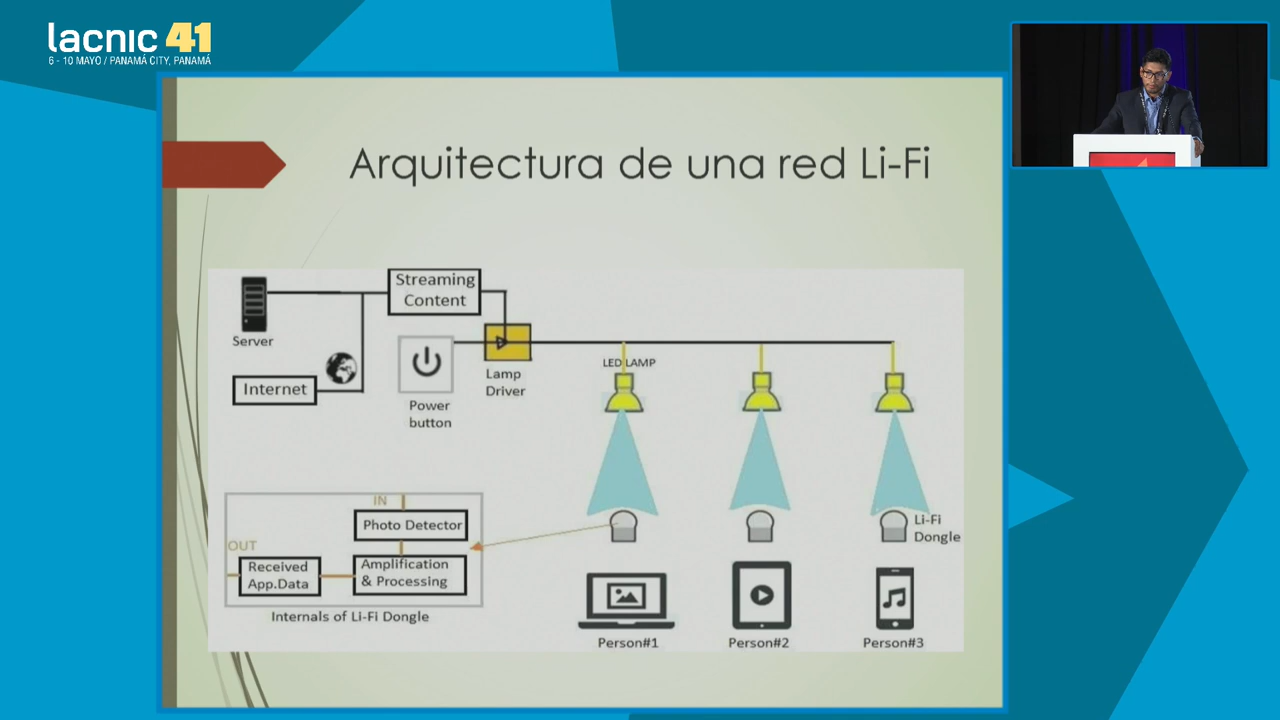 lacnic 41
6 - 10 MAYO / PANAMÁ CITY, PANAMÁ
Arquitectura de una red Li-Fi
Streaming
Content
Server
Internet
Power
button
Lamp
Driver
LED LAMP
IN
Photo Detector
OUT
Received
App.Data
Amplification
& Processing
Internals of Li-Fi Dongle
Li-Fi
Dongle
Person#1
Person#2
Person#3